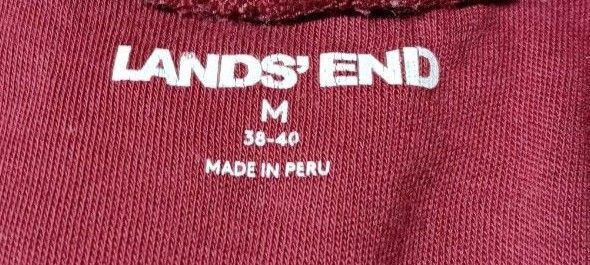 LANDS' END
M
38-40
MADE IN PERU